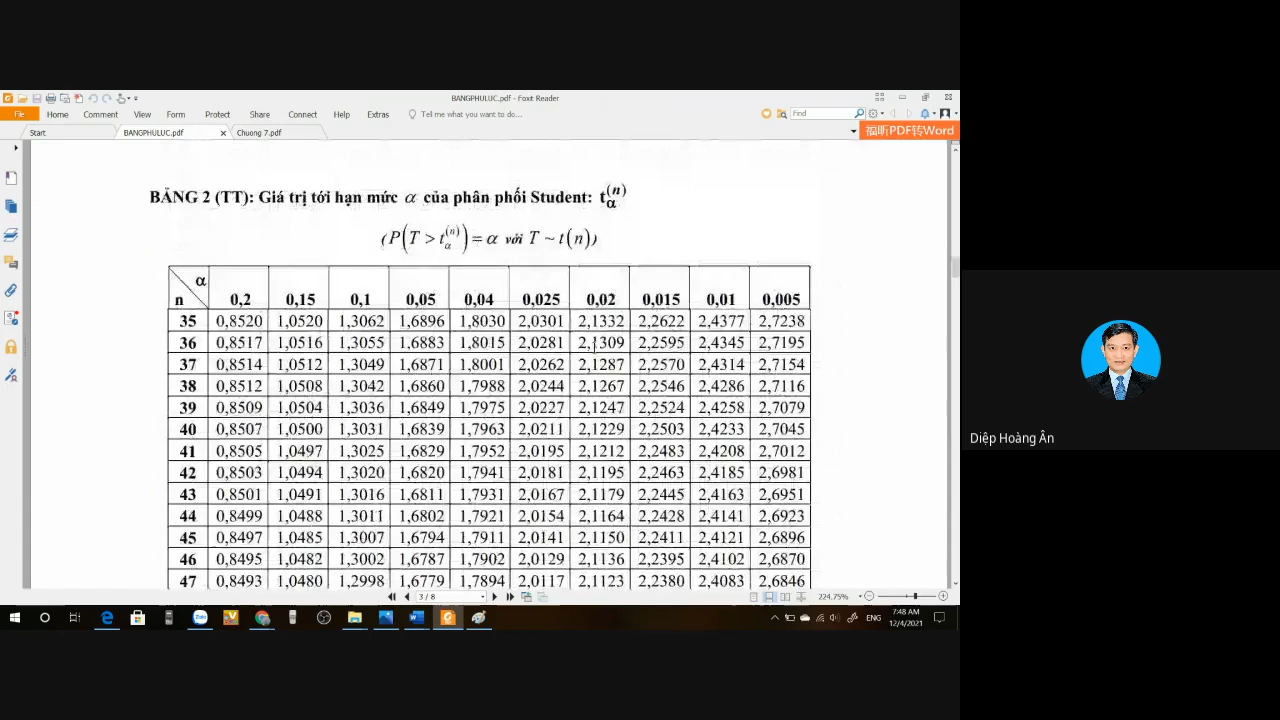 BANGPHULUC.pdf - Foxit Reader
File Home Comment View Form Protect Share Connect Help Extras Tell me what you want to do... Find
福昕PDF转Word
Start BANGPHULUC.pdf Chuong 7.pdf
BẢNG 2 (TT): Giá trị tới hạn mức α của phân phối Student: t_α^(n)
(P(T > t_α^(n)) = α với T ~ t(n))
n α 0,2 0,15 0,1 0,05 0,04 0,025 0,02 0,015 0,01 0,005
35 0,8520 1,0520 1,3062 1,6896 1,8030 2,0301 2,1332 2,2622 2,4377 2,7238
36 0,8517 1,0516 1,3055 1,6883 1,8015 2,0281 2,1309 2,2595 2,4345 2,7195
37 0,8514 1,0512 1,3049 1,6871 1,8001 2,0262 2,1287 2,2570 2,4314 2,7154
38 0,8512 1,0508 1,3042 1,6860 1,7988 2,0244 2,1267 2,2546 2,4286 2,7116
39 0,8509 1,0504 1,3036 1,6849 1,7975 2,0227 2,1247 2,2524 2,4258 2,7079
40 0,8507 1,0500 1,3031 1,6839 1,7963 2,0211 2,1229 2,2503 2,4233 2,7045
41 0,8505 1,0497 1,3025 1,6829 1,7952 2,0195 2,1212 2,2483 2,4208 2,7012
42 0,8503 1,0494 1,3020 1,6820 1,7941 2,0181 2,1195 2,2463 2,4185 2,6981
43 0,8501 1,0491 1,3016 1,6811 1,7931 2,0167 2,1179 2,2445 2,4163 2,6951
44 0,8499 1,0488 1,3011 1,6802 1,7921 2,0154 2,1164 2,2428 2,4141 2,6923
45 0,8497 1,0485 1,3007 1,6794 1,7911 2,0141 2,1150 2,2411 2,4121 2,6896
46 0,8495 1,0482 1,3002 1,6787 1,7902 2,0129 2,1136 2,2395 2,4102 2,6870
47 0,8493 1,0480 1,2998 1,6779 1,7894 2,0117 2,1123 2,2380 2,4083 2,6846
3 / 8 224.75%
Zalo ENG 7:48 AM
12/4/2021
Diệp Hoàng Ân